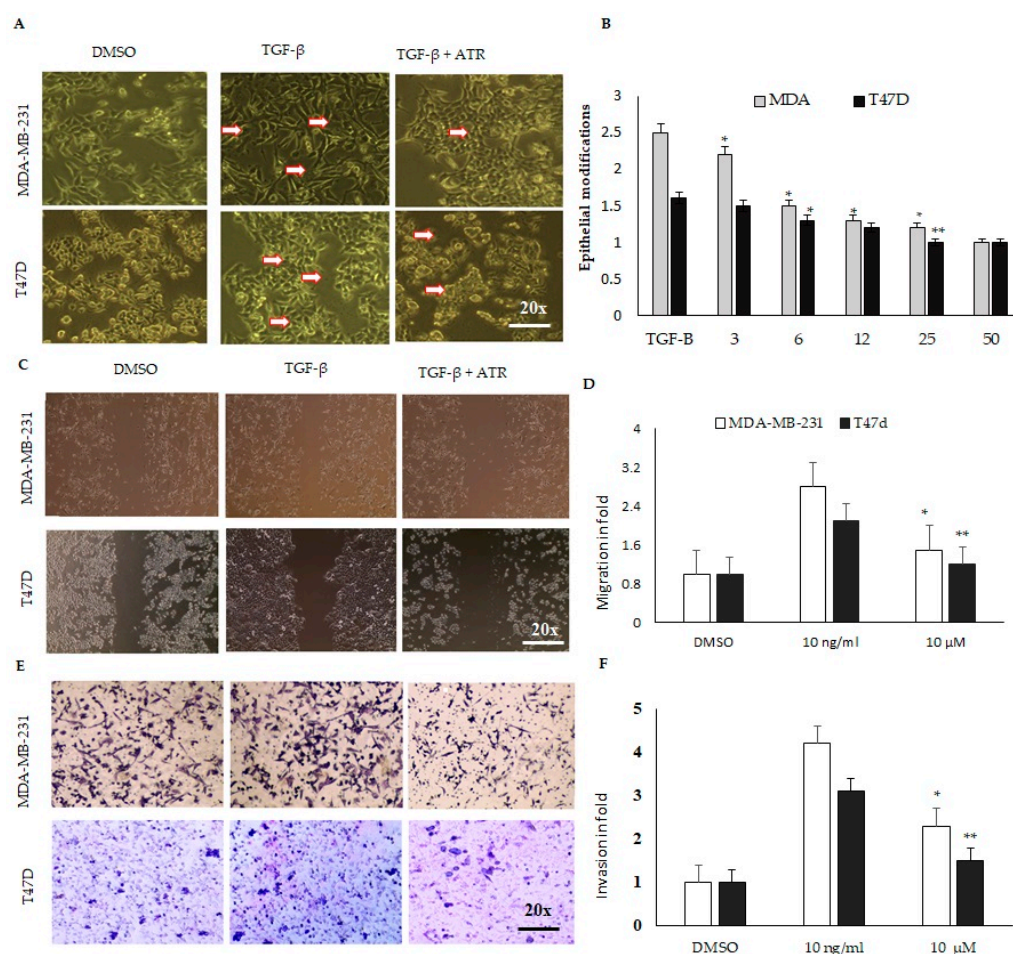 A
DMSO
TGF-β
TGF-β + ATR
MDA-MB-231
T47D
20x
B
MDA
T47D
Epithelial modifications
3
2.5
2
1.5
1
0.5
0
*
*
*
*
*
**
TGF-B
3
6
12
25
50
C
DMSO
TGF-β
TGF-β + ATR
MDA-MB-231
T47D
20x
D
MDA-MB-231
T47d
Migration in fold
4
3.2
2.4
1.6
0.8
0
*
**
DMSO
10 ng/ml
10 µM
E
MDA-MB-231
T47D
20x
F
Invasion in fold
5
4
3
2
1
0
*
**
DMSO
10 ng/ml
10 µM